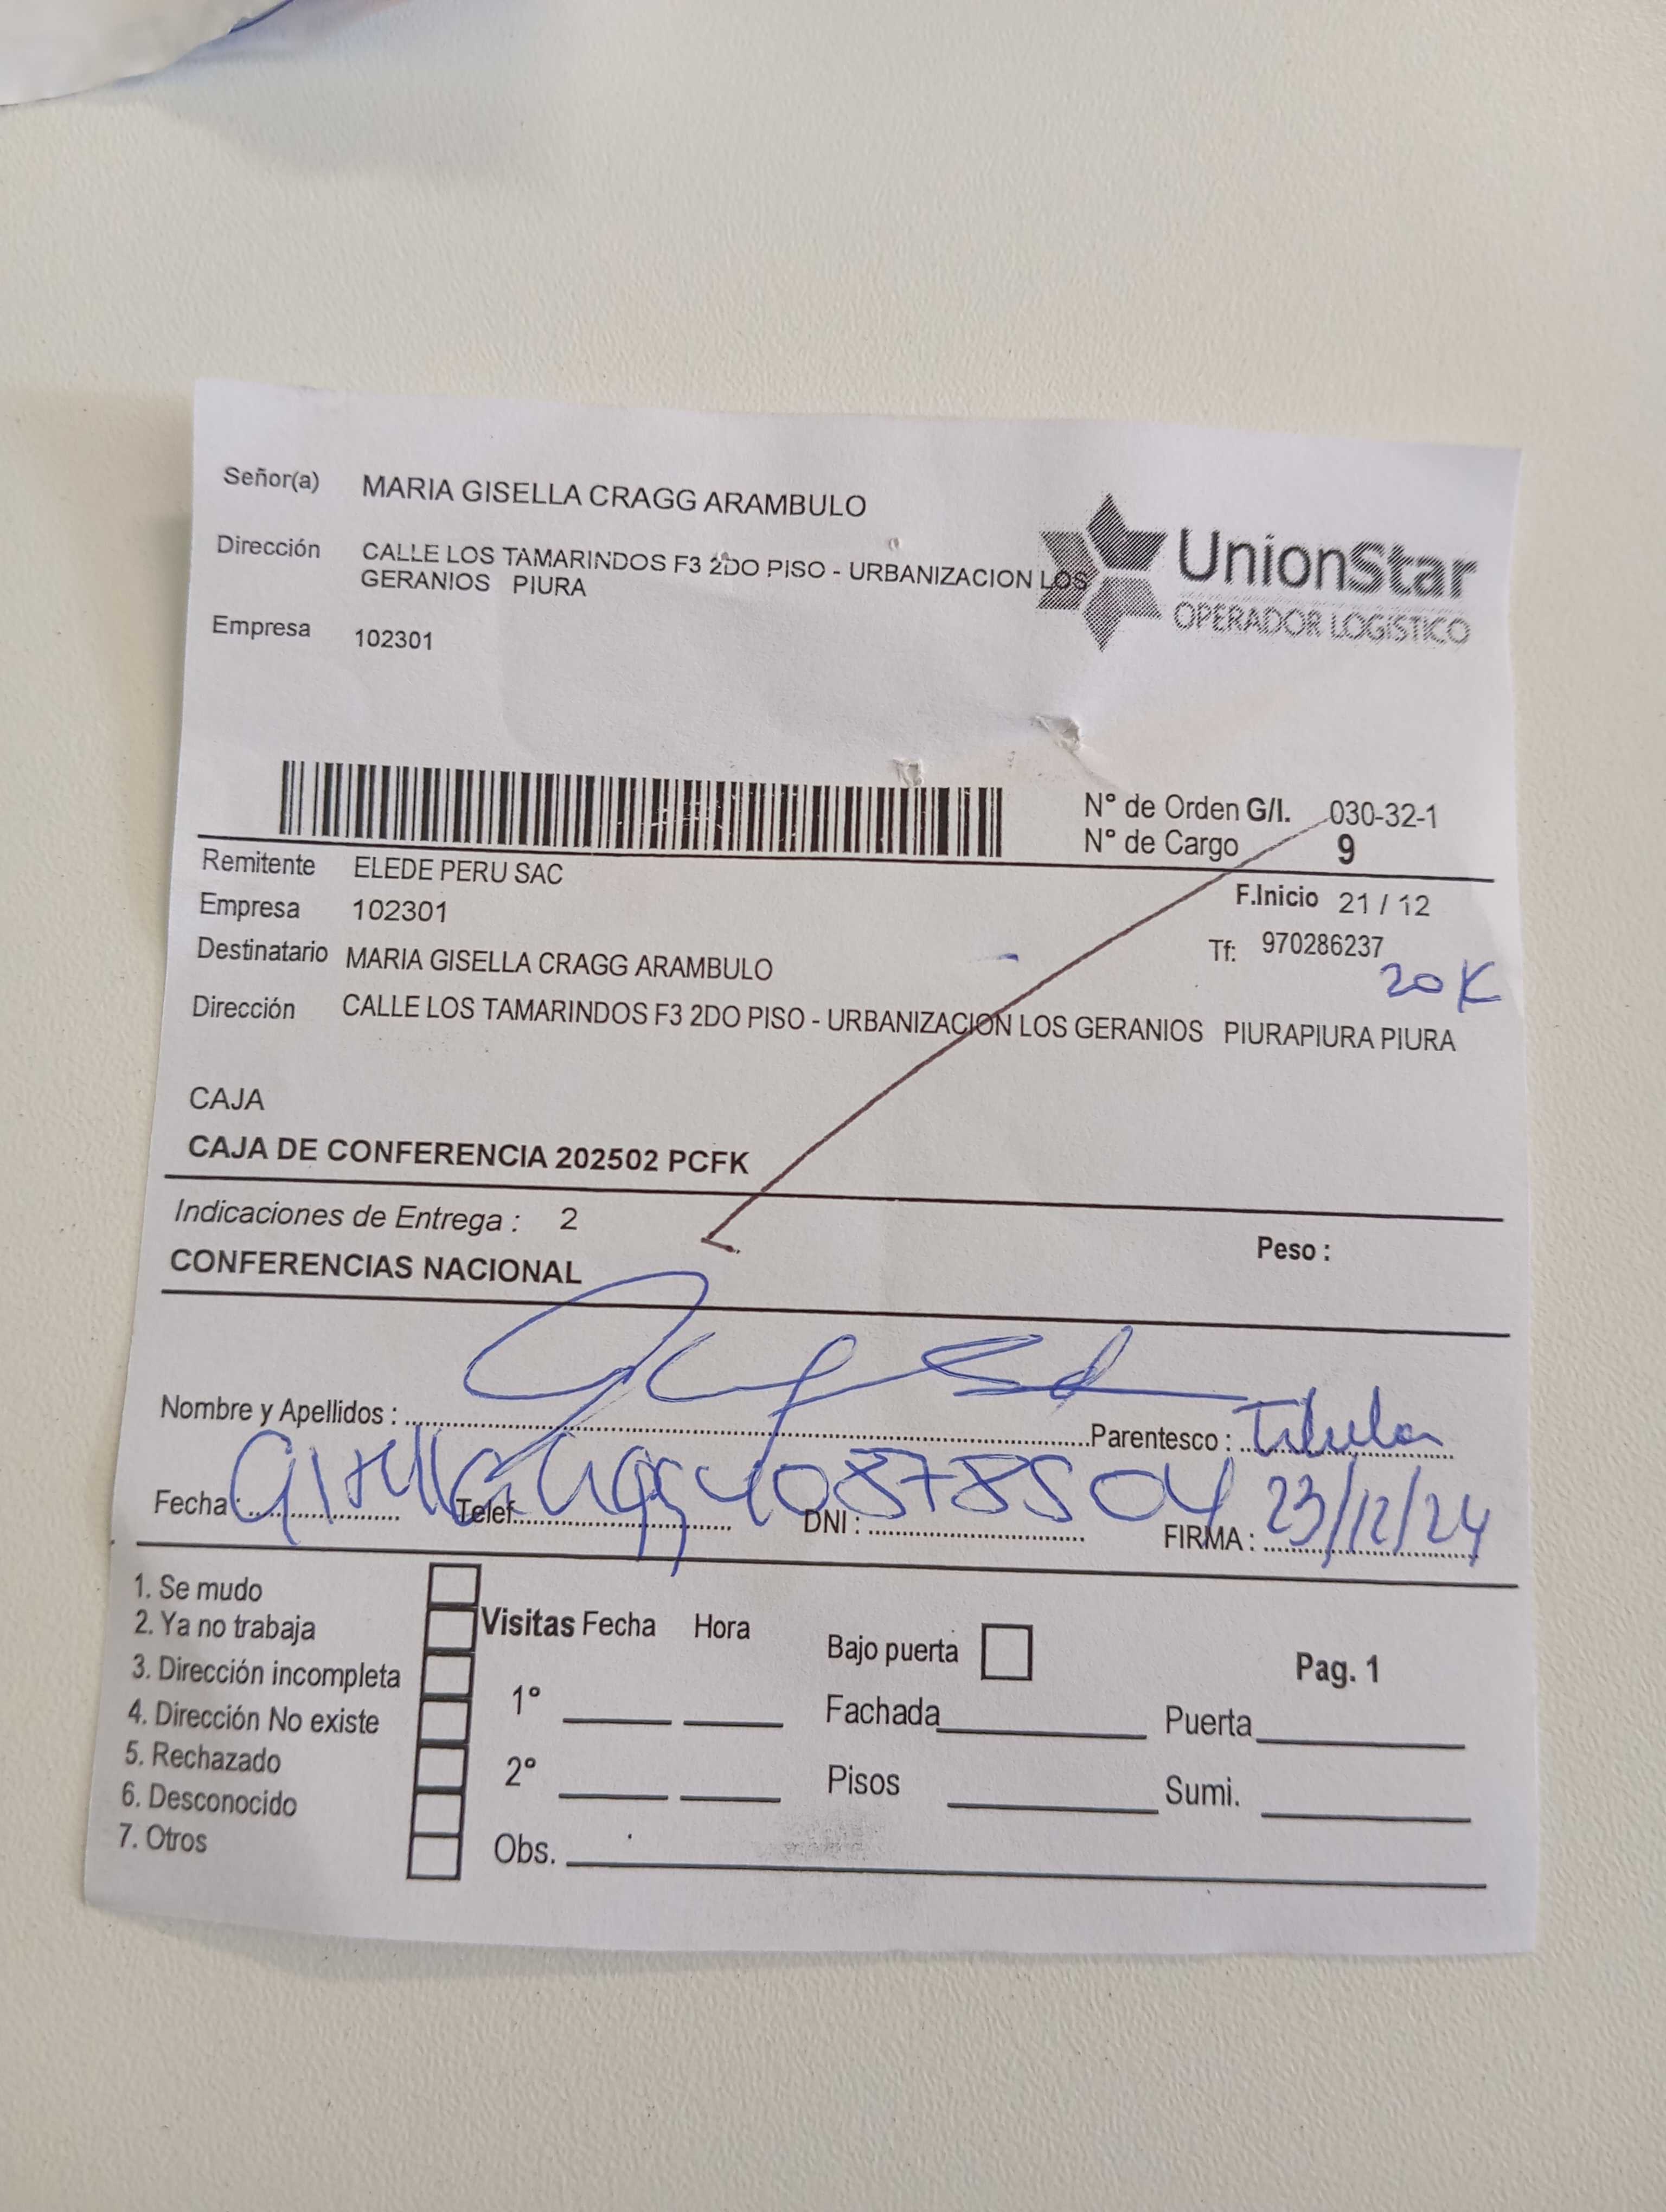 Señor(a) MARIA GISELLA CRAGG ARAMBULO
Dirección CALLE LOS TAMARINDOS F3 2DO PISO - URBANIZACION LOS
GERANIOS PIURA
UnionStar
OPERADOR LOGÍSTICO
Empresa 102301
N° de Orden G/I. 030-32-1
N° de Cargo 9
Remitente ELEDE PERU SAC
F.Inicio 21 / 12
Empresa 102301
Tf: 970286237
20 K
Destinatario MARIA GISELLA CRAGG ARAMBULO
Dirección CALLE LOS TAMARINDOS F3 2DO PISO - URBANIZACION LOS GERANIOS PIURAPIURA PIURA
CAJA
CAJA DE CONFERENCIA 202502 PCFK
Indicaciones de Entrega : 2
Peso :
CONFERENCIAS NACIONAL
Nombre y Apellidos : Parentesco :
Gisella Cragg 23/12/24
Fecha : Telef. DNI : FIRMA :
1. Se mudo
2. Ya no trabaja
3. Dirección incompleta
4. Dirección No existe
5. Rechazado
6. Desconocido
7. Otros
Visitas Fecha Hora
1°
2°
Obs.
Bajo puerta
Pag. 1
Fachada Puerta
Pisos Sumi.